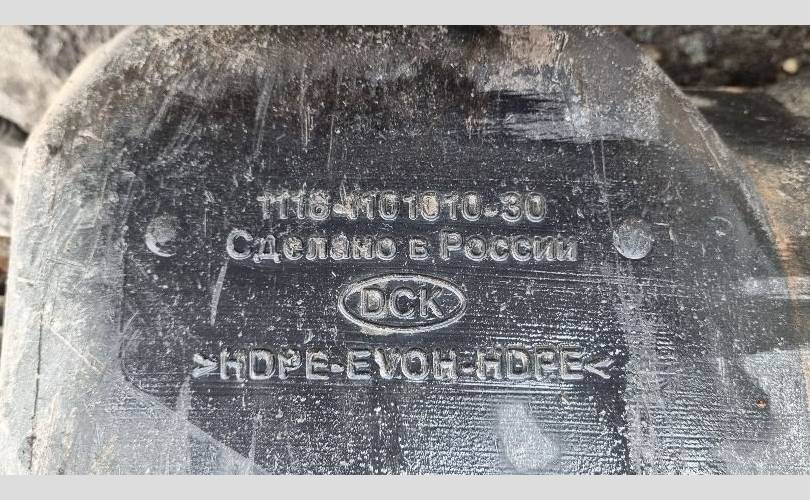 1118-1101010-30
Сделано в России
DCK
>HDPE-EVOH-HDPE<